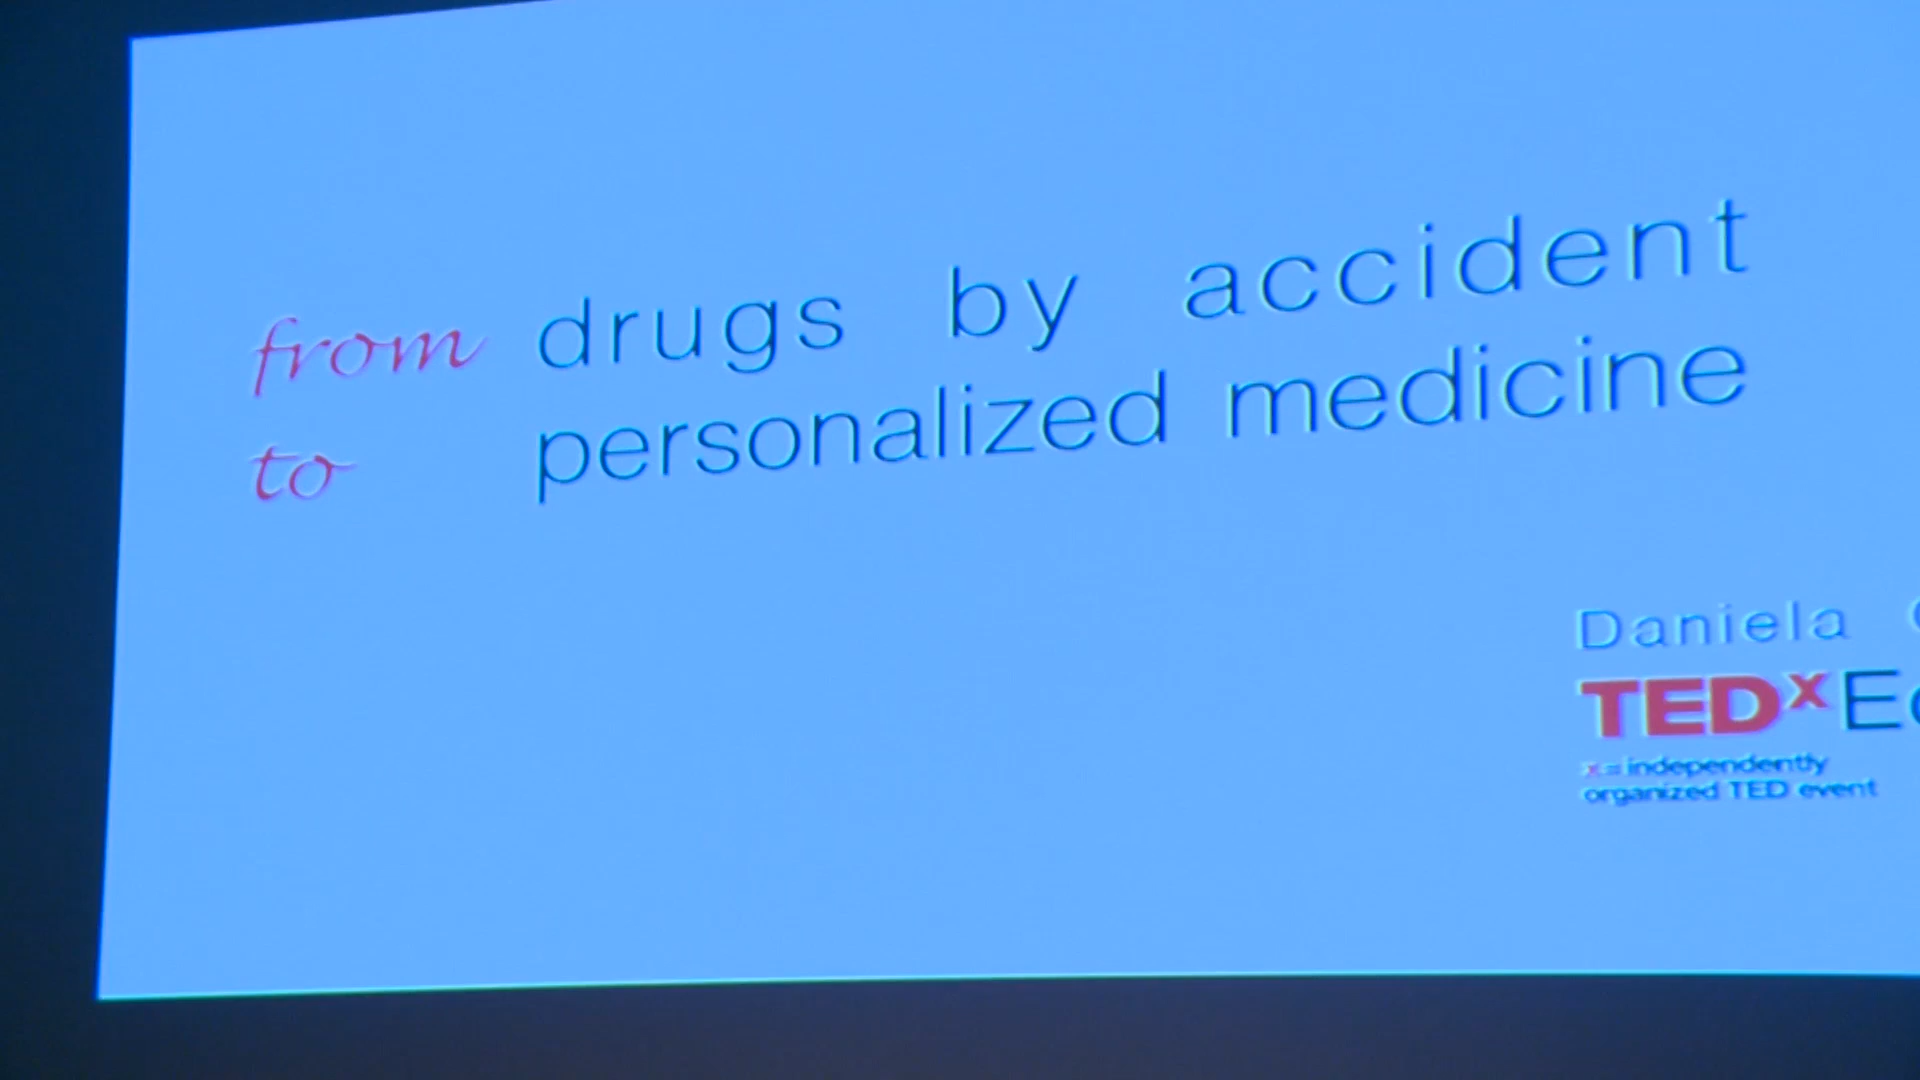 from drugs by accident
to personalized medicine
Daniela
TEDx
x = independently
organized TED event